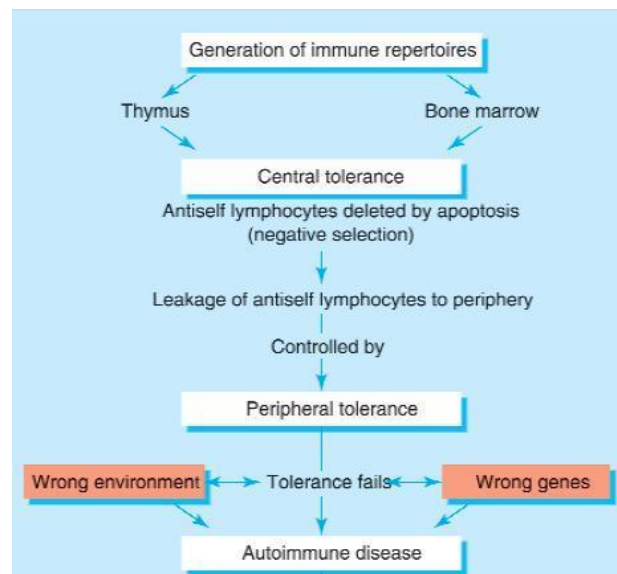 Generation of immune repertoires
Thymus
Bone marrow
Central tolerance
Antiself lymphocytes deleted by apoptosis
(negative selection)
Leakage of antiself lymphocytes to periphery
Controlled by
Peripheral tolerance
Wrong environment
Tolerance fails
Wrong genes
Autoimmune disease